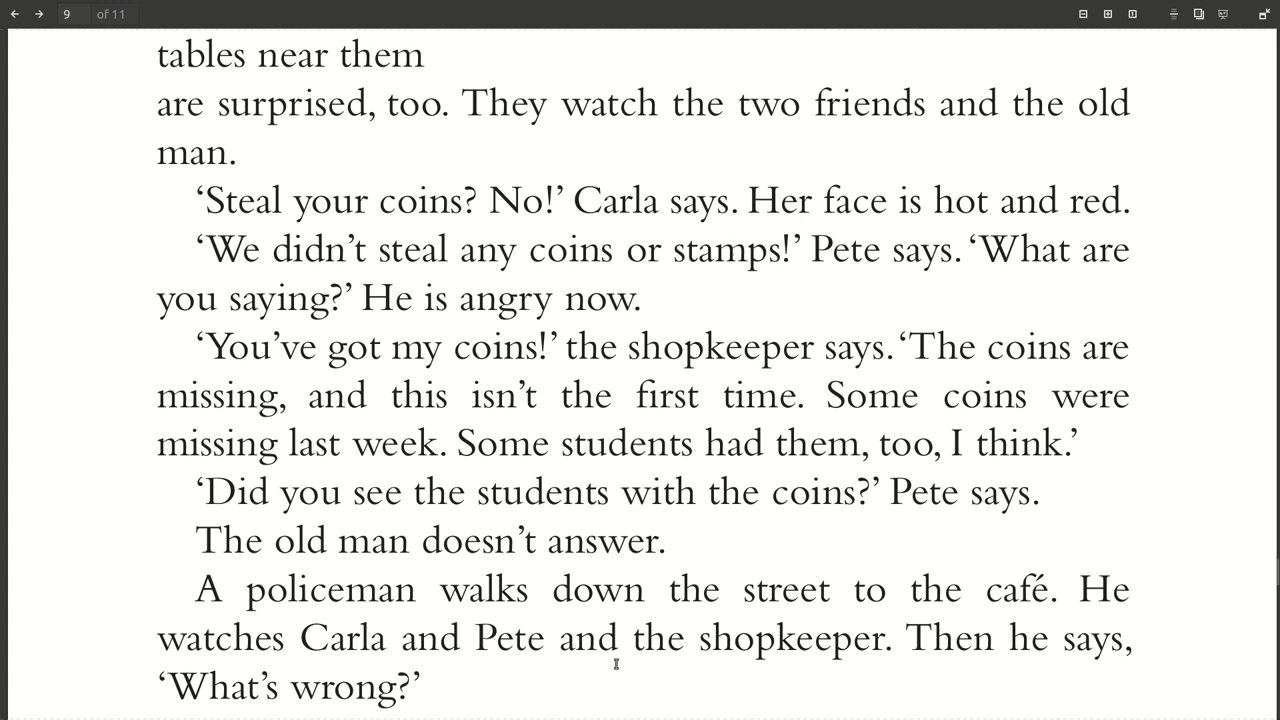 9 of 11
tables near them
are surprised, too. They watch the two friends and the old
man.
‘Steal your coins? No!’ Carla says. Her face is hot and red.
‘We didn’t steal any coins or stamps!’ Pete says. ‘What are
you saying?’ He is angry now.
‘You’ve got my coins!’ the shopkeeper says. ‘The coins are
missing, and this isn’t the first time. Some coins were
missing last week. Some students had them, too, I think.’
‘Did you see the students with the coins?’ Pete says.
The old man doesn’t answer.
A policeman walks down the street to the café. He
watches Carla and Pete and the shopkeeper. Then he says,
‘What’s wrong?’